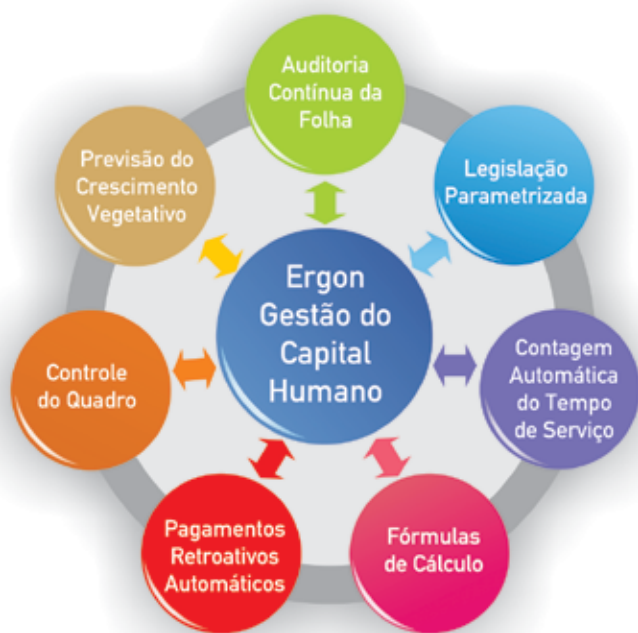 Auditoria
Contínua da
Folha
Legislação
Parametrizada
Contagem
Automática
do Tempo
de Serviço
Fórmulas
de Cálculo
Pagamentos
Retroativos
Automáticos
Controle
do Quadro
Previsão do
Crescimento
Vegetativo
Ergon
Gestão do
Capital
Humano